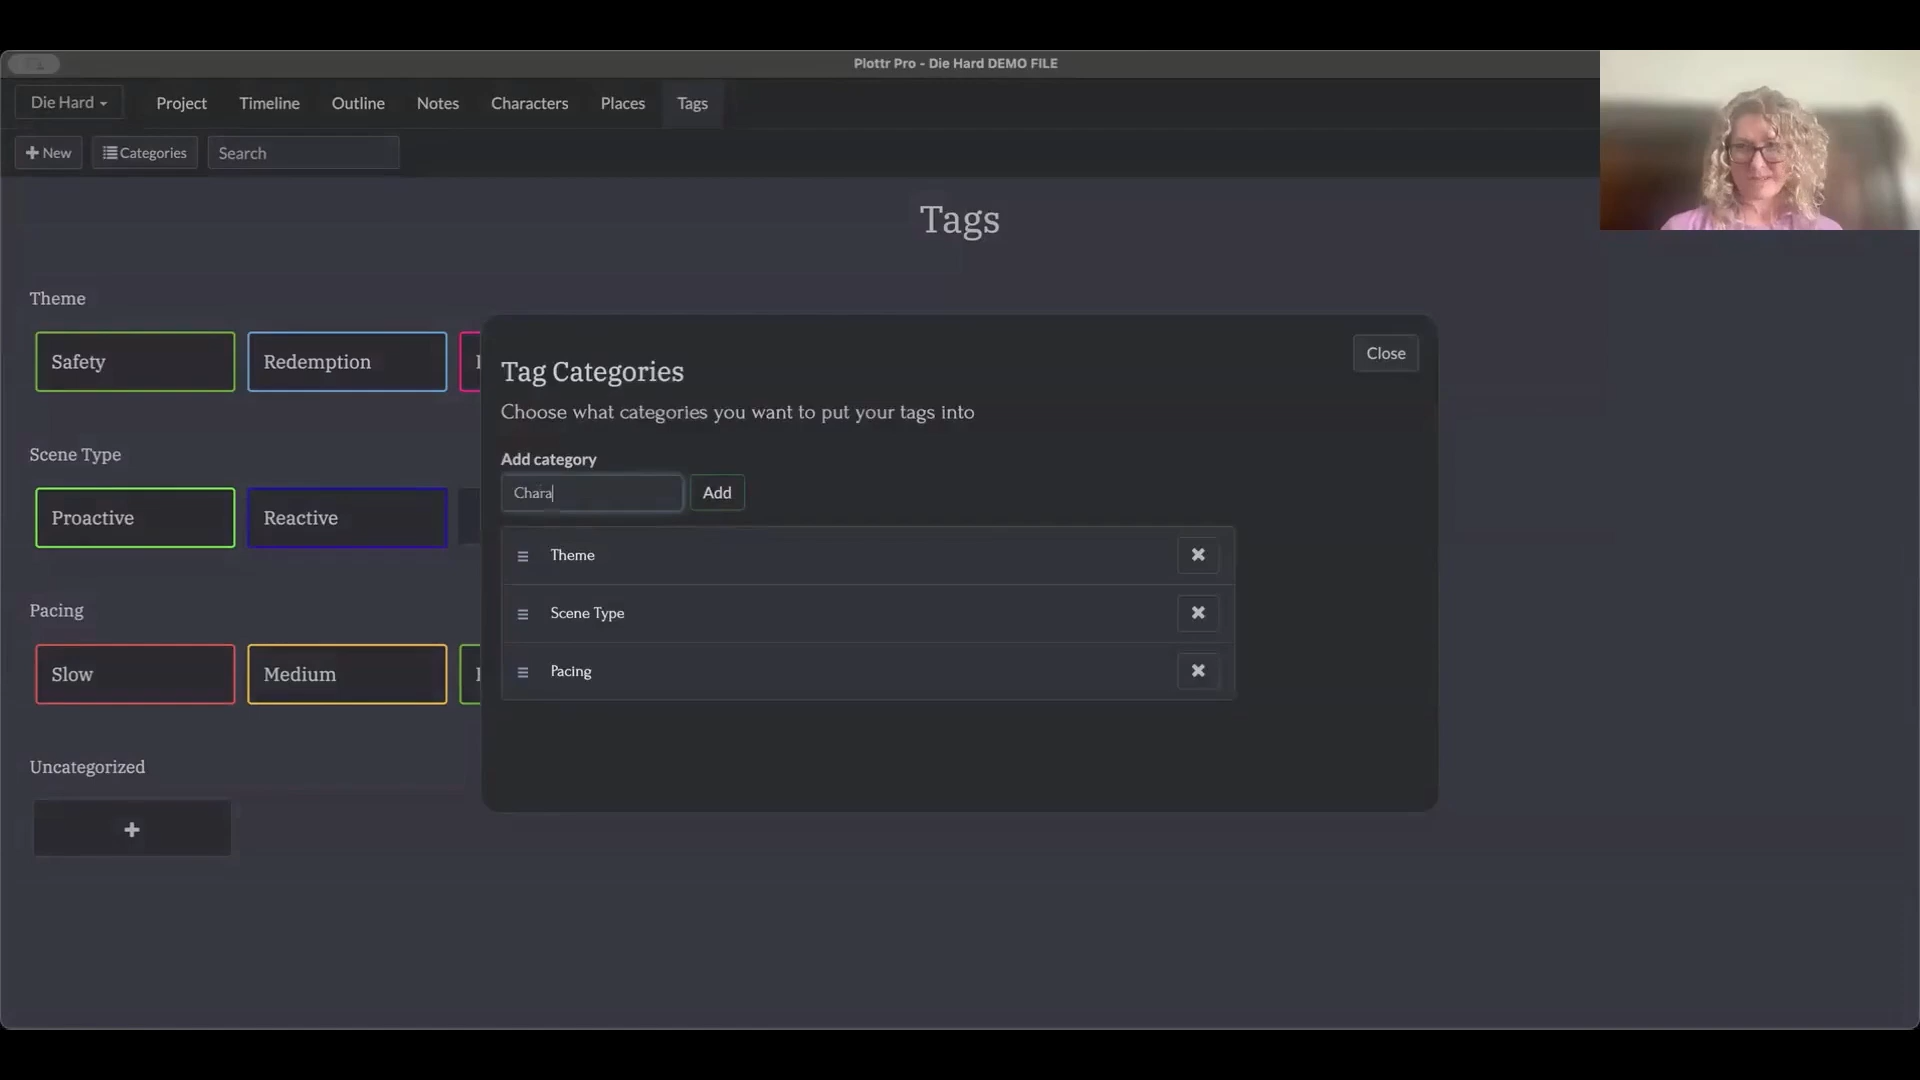 Plottr Pro - Die Hard DEMO FILE
Die Hard
Project
Timeline
Outline
Notes
Characters
Places
Tags
New
Categories
Search
Tags
Theme
Safety
Redemption
Tag Categories
Close
Choose what categories you want to put your tags into
Add category
Chara
Add
Theme
Scene Type
Pacing
Scene Type
Proactive
Reactive
Pacing
Slow
Medium
Uncategorized